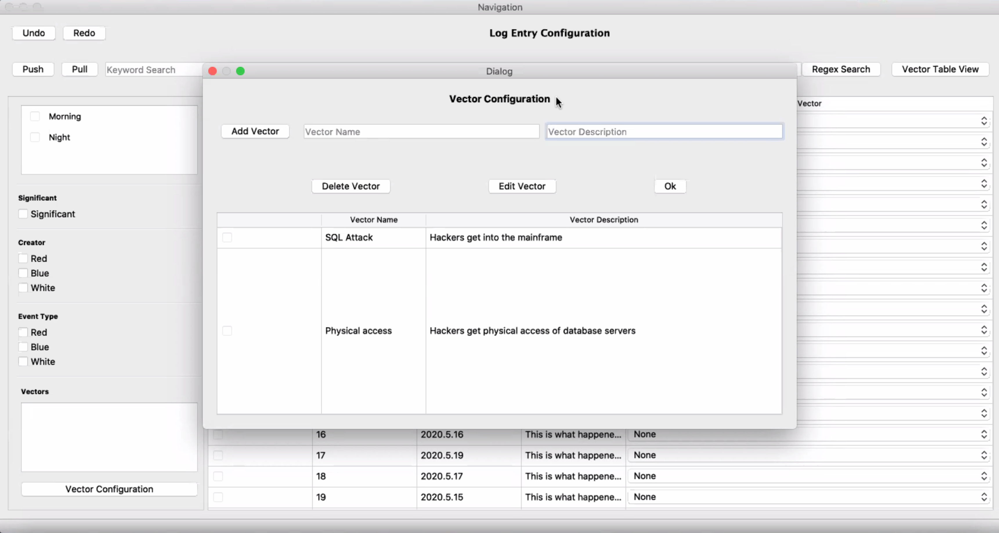 Navigation
Undo Redo Log Entry Configuration
Push Pull Keyword Search Regex Search Vector Table View
Dialog
Vector Configuration
Add Vector Vector Name Vector Description
Delete Vector Edit Vector Ok
Vector Name Vector Description
SQL Attack Hackers get into the mainframe
Physical access Hackers get physical access of database servers
Morning
Night
Significant
Significant
Creator
Red
Blue
White
Event Type
Red
Blue
White
Vectors
Vector Configuration
Vector
16 2020.5.16 This is what happene... None
17 2020.5.19 This is what happene... None
18 2020.5.17 This is what happene... None
19 2020.5.15 This is what happene... None